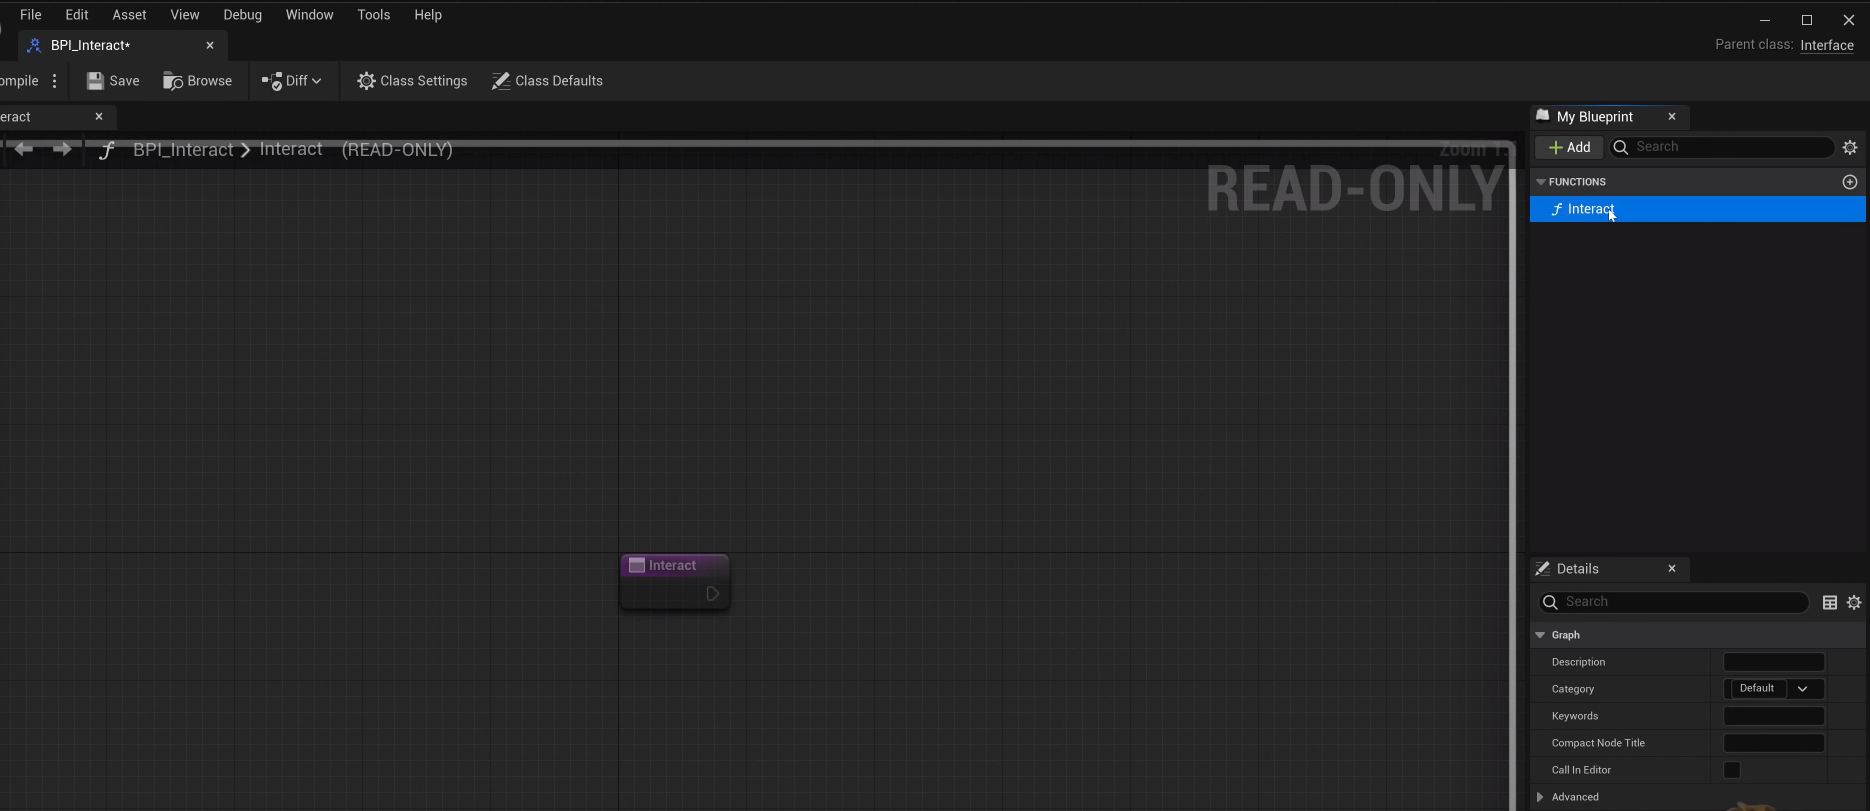 File Edit Asset View Debug Window Tools Help
BPI_Interact*
Parent class: Interface
ompile Save Browse Diff Class Settings Class Defaults
eract
BPI_Interact > Interact (READ-ONLY)
Zoom 1:
READ-ONLY
Interact
My Blueprint
Add Search
FUNCTIONS
Interact
Details
Search
Graph
Description
Category Default
Keywords
Compact Node Title
Call In Editor
Advanced